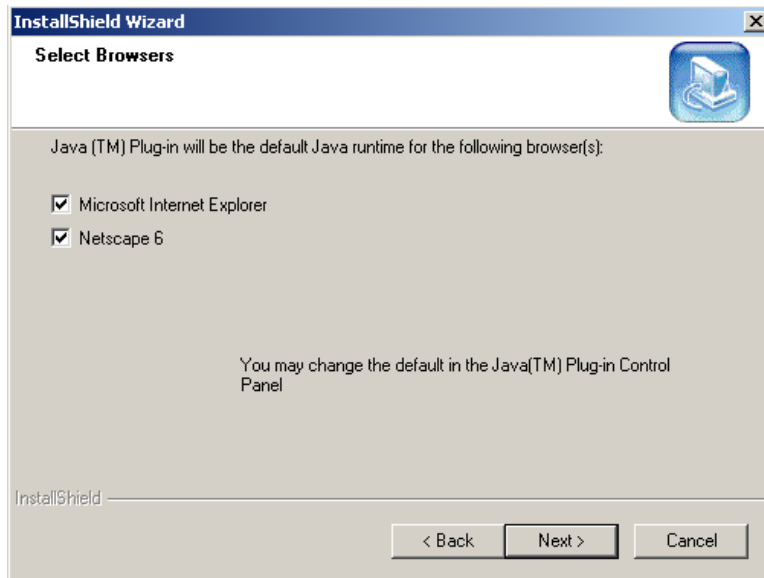 InstallShield Wizard
Select Browsers
Java (TM) Plug-in will be the default Java runtime for the following browser(s):
Microsoft Internet Explorer
Netscape 6
You may change the default in the Java(TM) Plug-in Control
Panel
InstallShield
< Back Next > Cancel